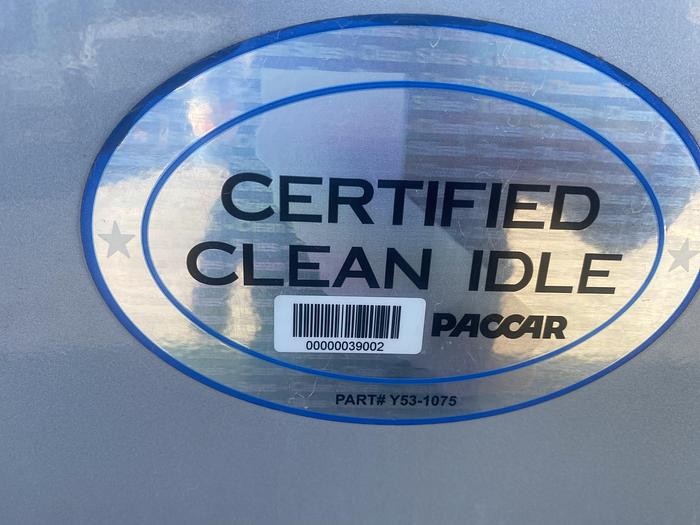 CERTIFIED
CLEAN IDLE
PACCAR
00000039002
PART# Y53-1075